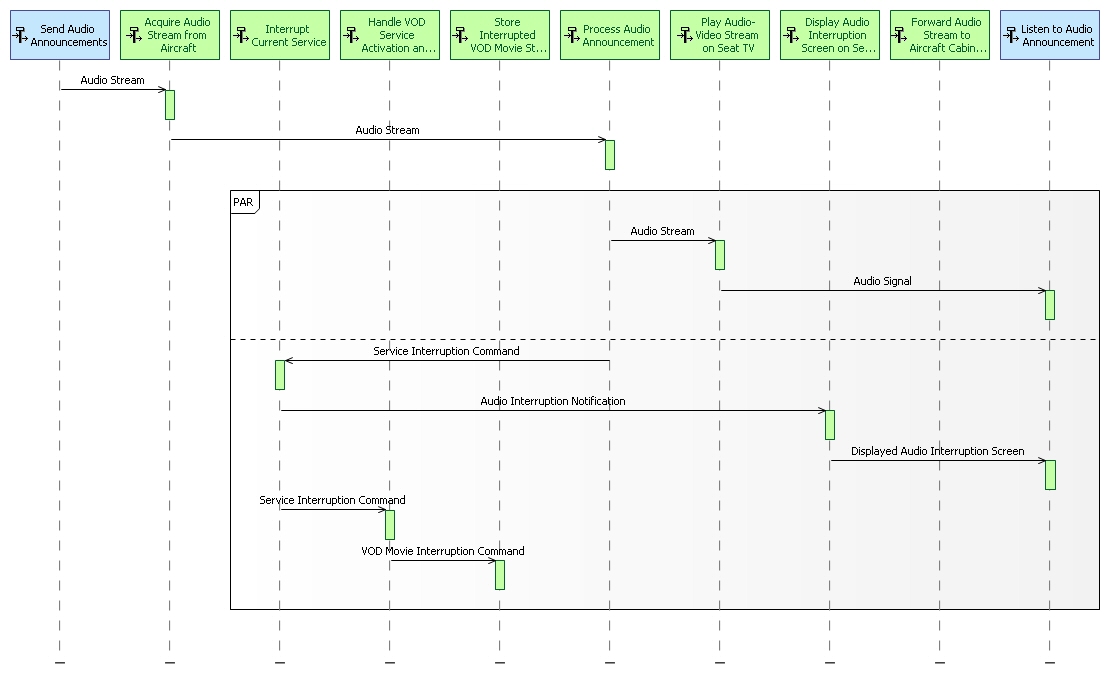 Send Audio
Announcements
Acquire Audio
Stream from
Aircraft
Interrupt
Current Service
Handle VOD
Service
Activation an...
Store
Interrupted
VOD Movie St...
Process Audio
Announcement
Play Audio-
Video Stream
on Seat TV
Display Audio
Interruption
Screen on Se...
Forward Audio
Stream to
Aircraft Cabin...
Listen to Audio
Announcement
Audio Stream
Audio Stream
PAR
Audio Stream
Audio Signal
Service Interruption Command
Audio Interruption Notification
Displayed Audio Interruption Screen
Service Interruption Command
VOD Movie Interruption Command